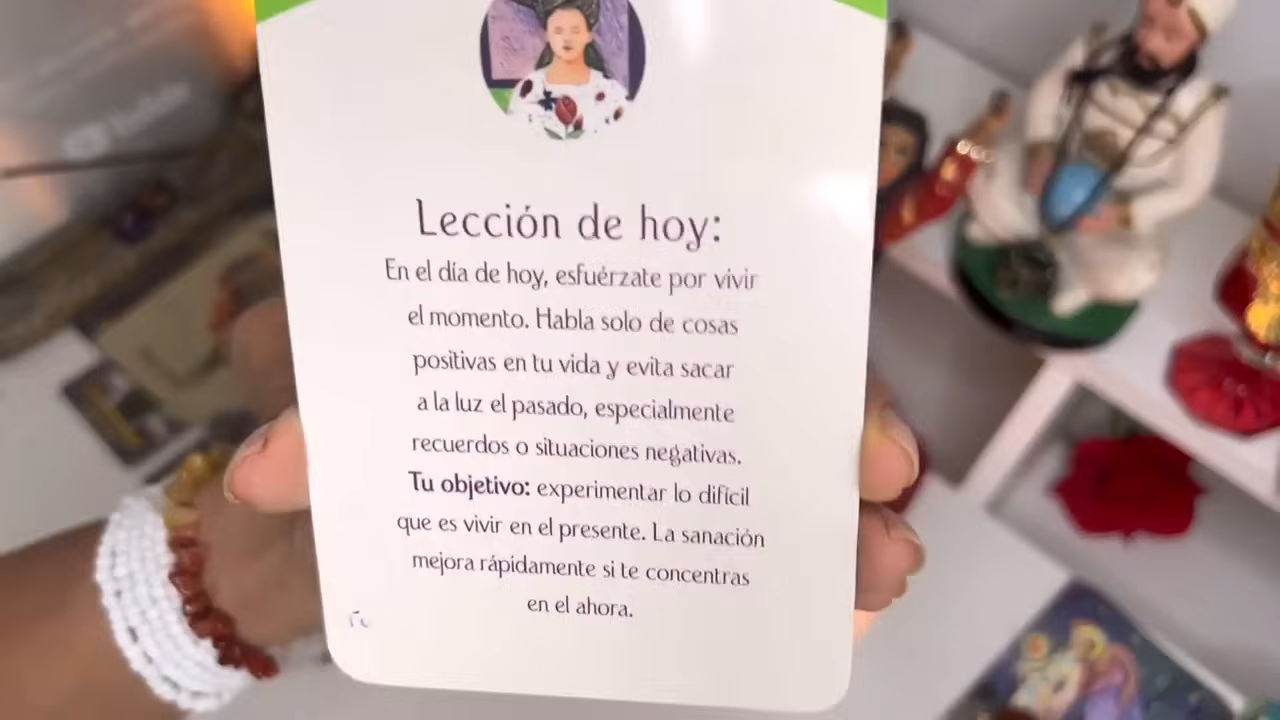 Lección de hoy:
En el día de hoy, esfuérzate por vivir
el momento. Habla solo de cosas
positivas en tu vida y evita sacar
a la luz el pasado, especialmente
recuerdos o situaciones negativas.
Tu objetivo: experimentar lo difícil
que es vivir en el presente. La sanación
mejora rápidamente si te concentras
en el ahora.